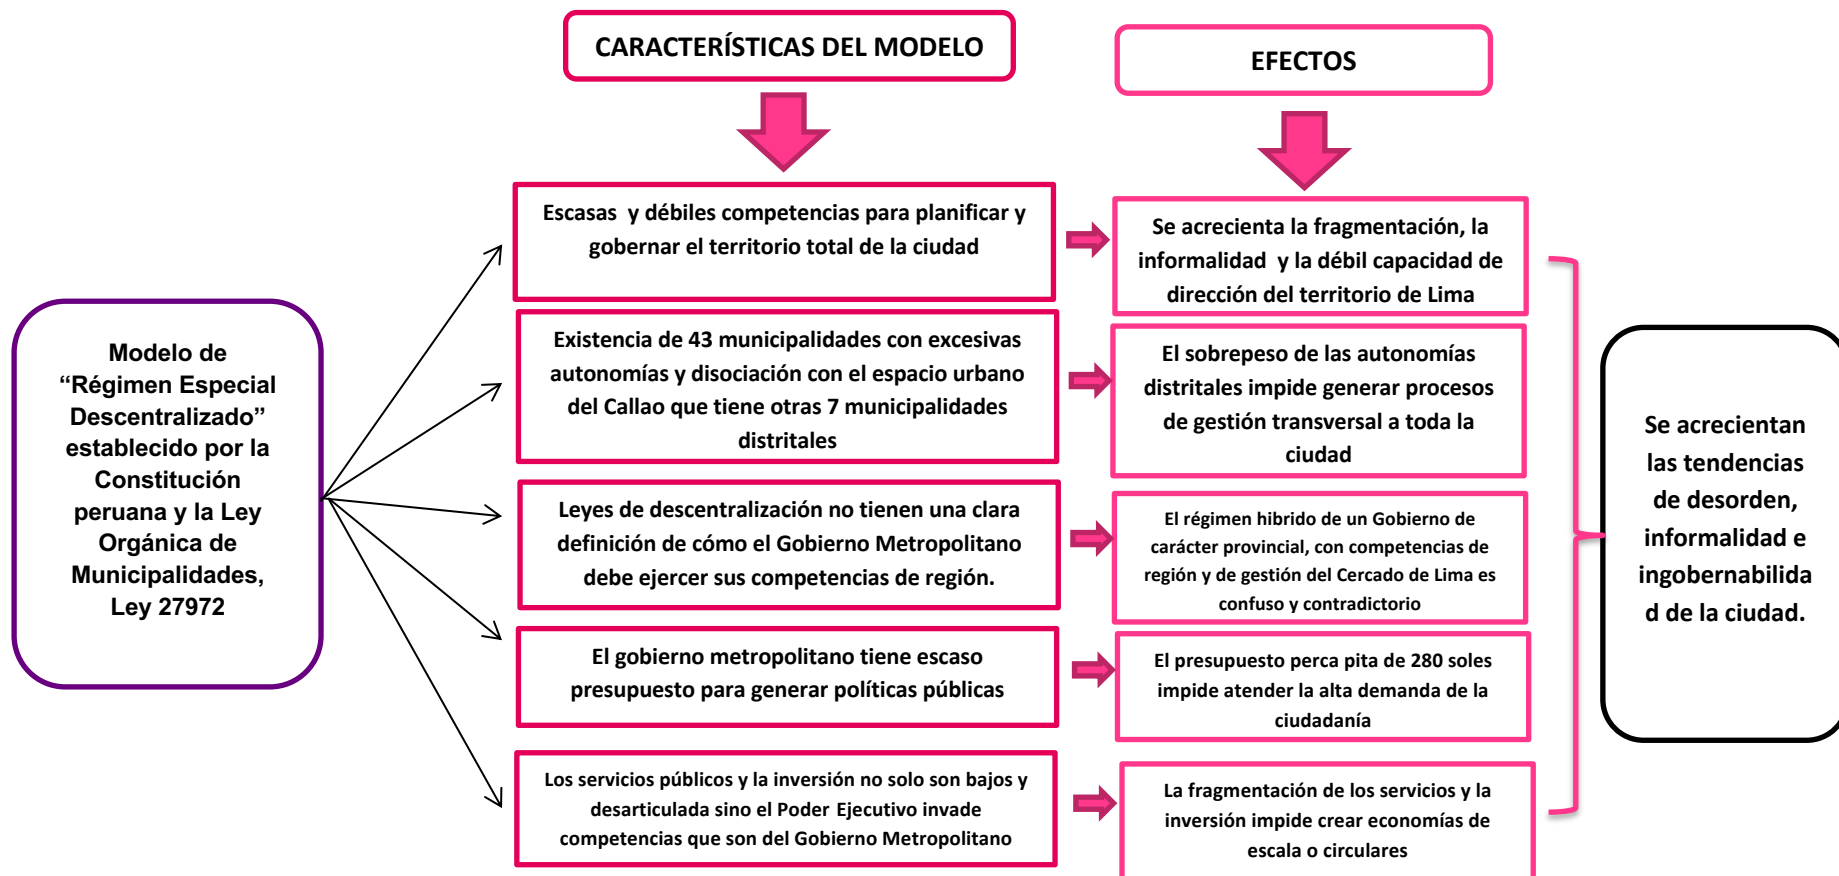 CARACTERÍSTICAS DEL MODELO
EFECTOS
Modelo de
“Régimen Especial
Descentralizado”
establecido por la
Constitución
peruana y la Ley
Orgánica de
Municipalidades,
Ley 27972
Escasas y débiles competencias para planificar y
gobernar el territorio total de la ciudad
Se acrecienta la fragmentación, la
informalidad y la débil capacidad de
dirección del territorio de Lima
Existencia de 43 municipalidades con excesivas
autonomías y disociación con el espacio urbano
del Callao que tiene otras 7 municipalidades
distritales
El sobrepeso de las autonomías
distritales impide generar procesos
de gestión transversal a toda la
ciudad
Leyes de descentralización no tienen una clara
definición de cómo el Gobierno Metropolitano
debe ejercer sus competencias de región.
El régimen hibrido de un Gobierno de
carácter provincial, con competencias de
región y de gestión del Cercado de Lima es
confuso y contradictorio
El gobierno metropolitano tiene escaso
presupuesto para generar políticas públicas
El presupuesto perca pita de 280 soles
impide atender la alta demanda de la
ciudadanía
Los servicios públicos y la inversión no solo son bajos y
desarticulada sino el Poder Ejecutivo invade
competencias que son del Gobierno Metropolitano
La fragmentación de los servicios y la
inversión impide crear economías de
escala o circulares
Se acrecientan
las tendencias
de desorden,
informalidad e
ingobernabilida
d de la ciudad.